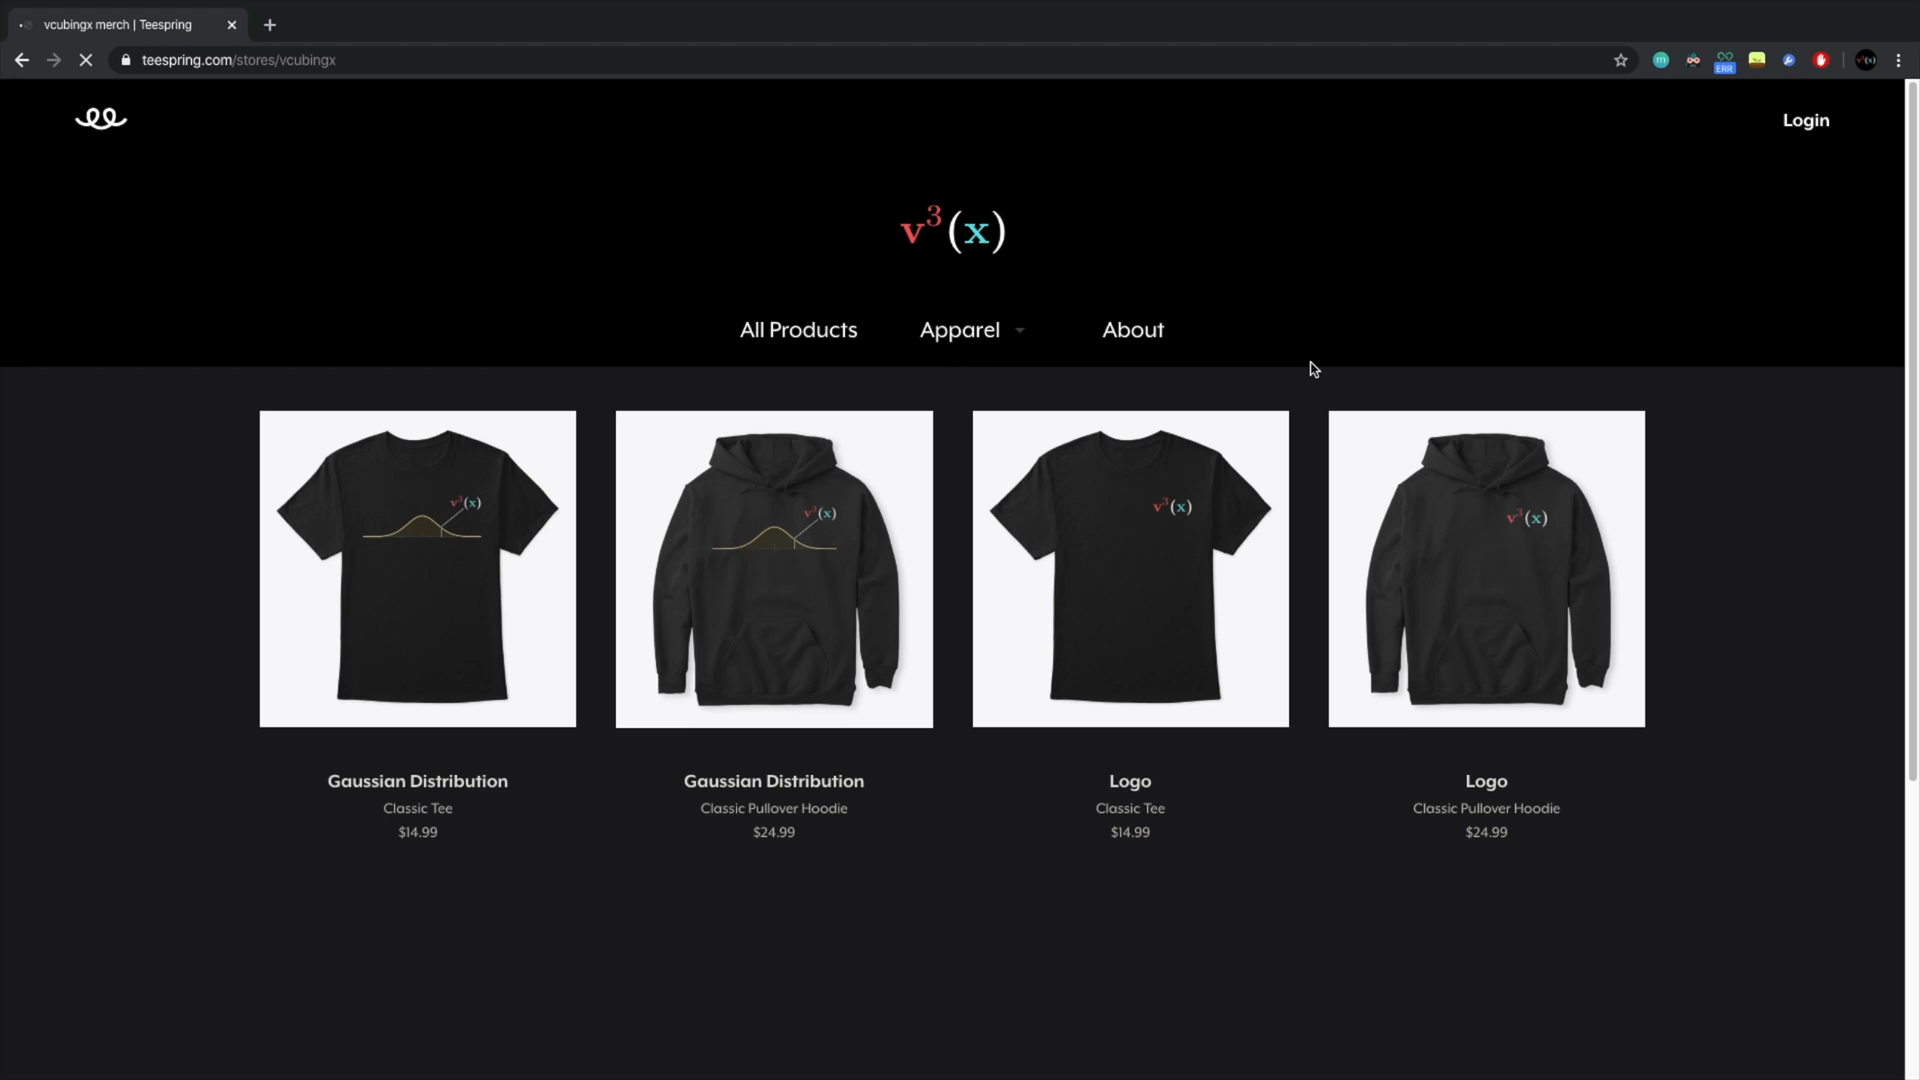 vcubingx merch | Teespring
teespring.com/stores/vcubingx
m
ERR
v³(x)
Login
v³(x)
All Products
Apparel
About
v³(x)
v³(x)
v³(x)
v³(x)
Gaussian Distribution
Classic Tee
$14.99
Gaussian Distribution
Classic Pullover Hoodie
$24.99
Logo
Classic Tee
$14.99
Logo
Classic Pullover Hoodie
$24.99